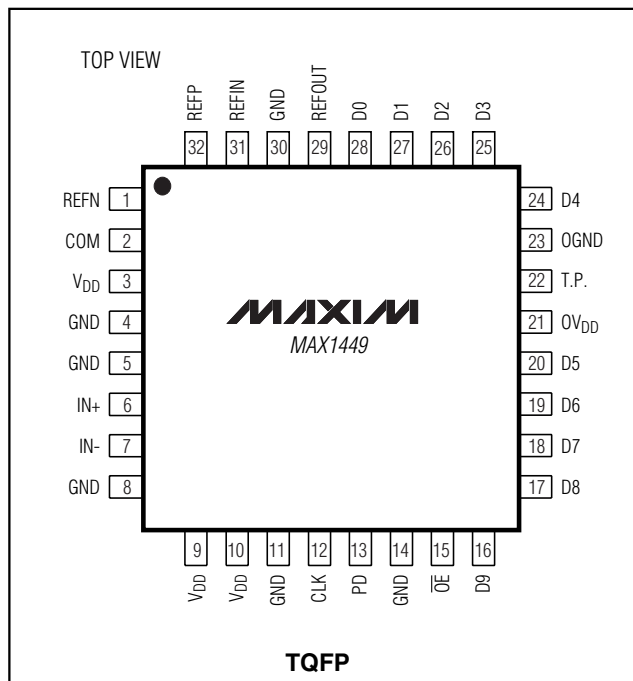 TOP VIEW
REFP REFIN GND REFOUT D0 D1 D2 D3
32 31 30 29 28 27 26 25
REFN 1 24 D4
COM 2 23 OGND
VDD 3 22 T.P.
GND 4 21 OVDD
GND 5 20 D5
IN+ 6 19 D6
IN- 7 18 D7
GND 8 17 D8
MAXIM
MAX1449
9 10 11 12 13 14 15 16
VDD VDD GND CLK PD GND O̅E̅ D9
TQFP